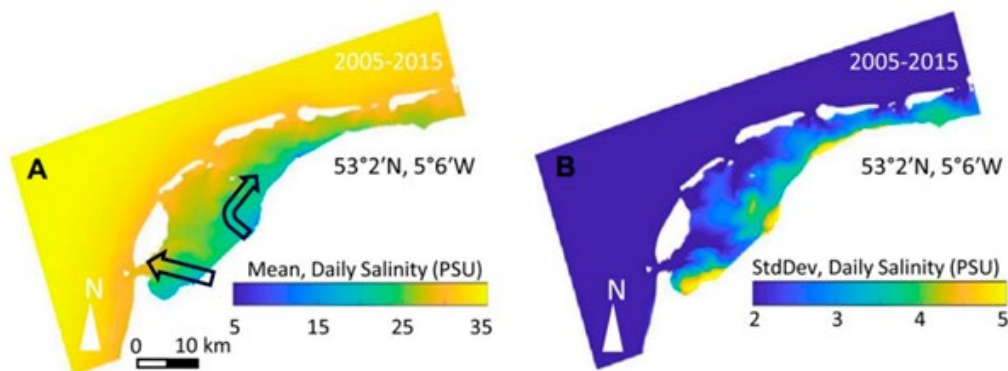 2005-2015
A
53°2'N, 5°6'W
Mean, Daily Salinity (PSU)
N
5 15 25 35
0 10 km
2005-2015
B
53°2'N, 5°6'W
StdDev, Daily Salinity (PSU)
N
2 3 4 5